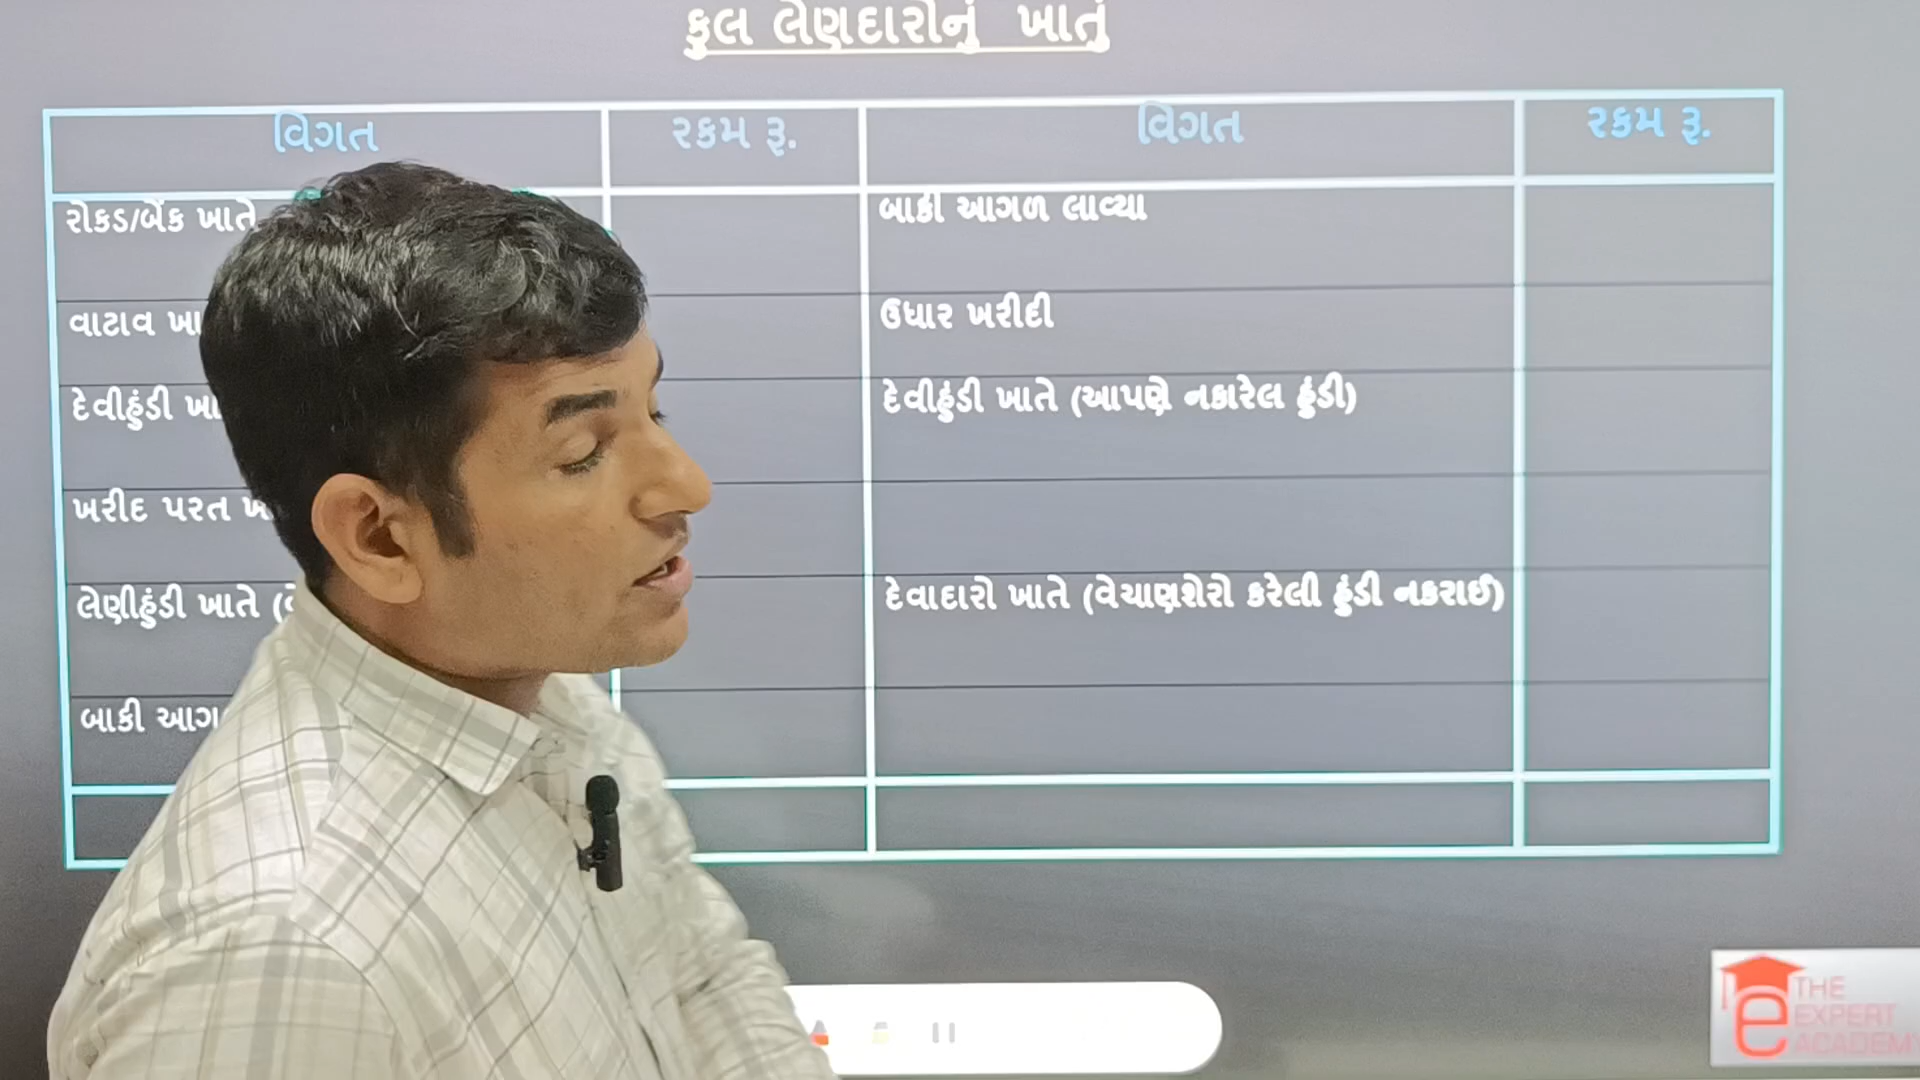 કુલ લેણદારોનું ખાતું
વિગત રકમ રૂ. વિગત રકમ રૂ.
રોકડ/બેંક ખાતે બાકી આગળ લાવ્યા
વાટાવ ઉધાર ખરીદી
દેવીહુંડી દેવીહુંડી ખાતે (આપણે નકારેલ હુંડી)
ખરીદ પરત
લેણીહુંડી ખાતે દેવાદારો ખાતે (વેચાણશેરો કરેલી હુંડી નકરાઈ)
બાકી
THE
EXPERT
ACADEMY